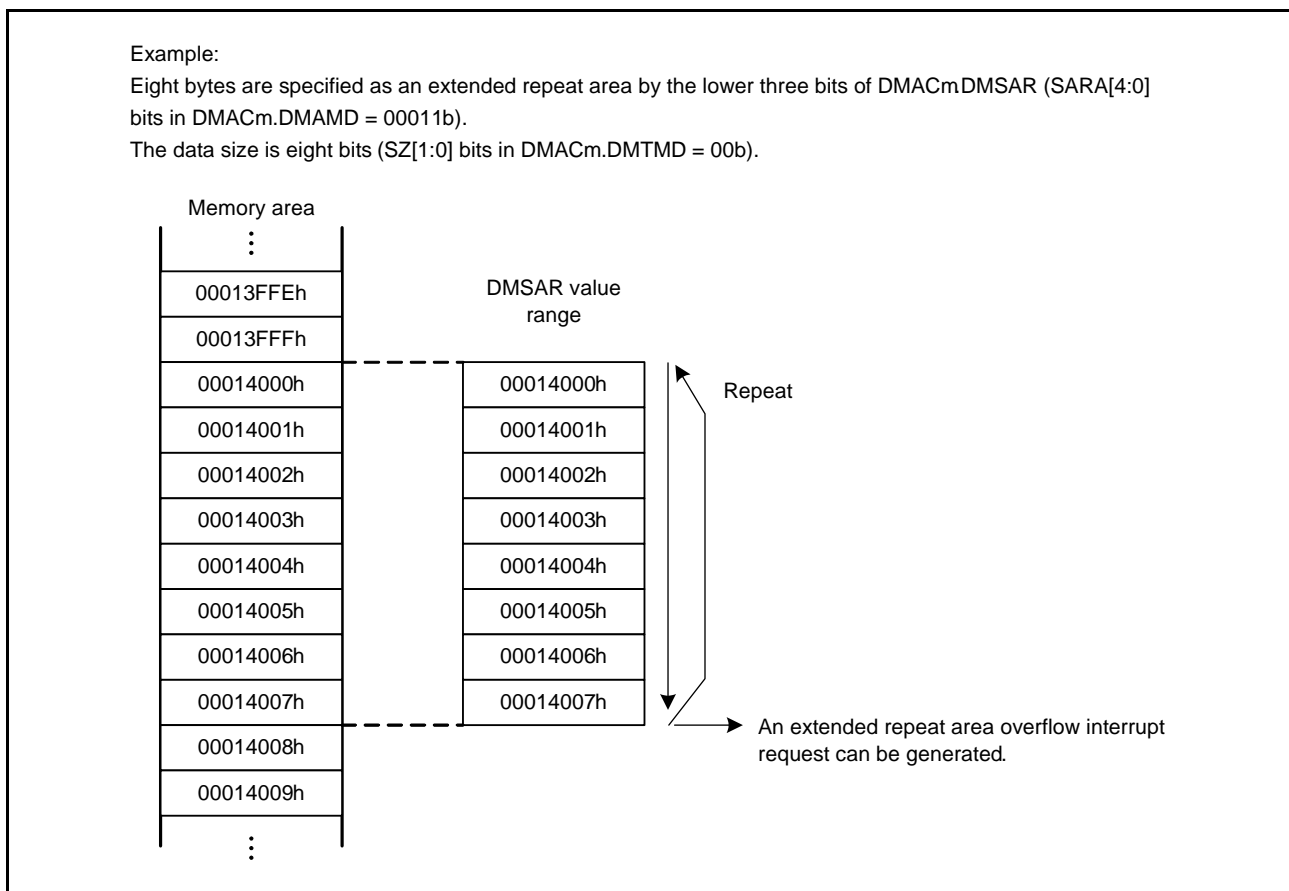 Example:
Eight bytes are specified as an extended repeat area by the lower three bits of DMACm.DMSAR (SARA[4:0]
bits in DMACm.DMAMD = 00011b).
The data size is eight bits (SZ[1:0] bits in DMACm.DMTMD = 00b).
Memory area
00013FFEh
DMSAR value
range
00013FFFh
00014000h
00014000h
Repeat
00014001h
00014001h
00014002h
00014002h
00014003h
00014003h
00014004h
00014004h
00014005h
00014005h
00014006h
00014006h
00014007h
00014007h
An extended repeat area overflow interrupt
request can be generated.
00014008h
00014009h